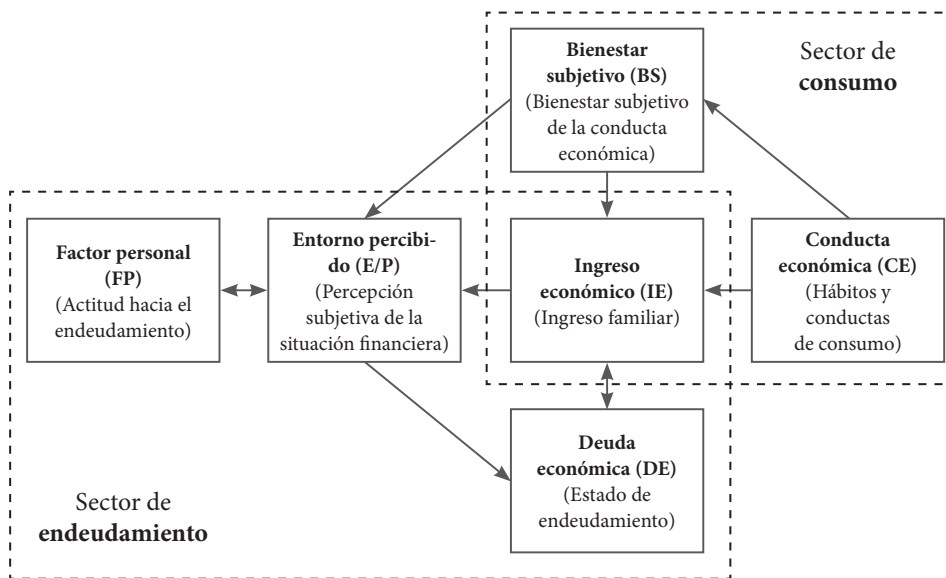 Bienestar
subjetivo (BS)
(Bienestar subjetivo
de la conducta
económica)
Sector de
consumo
Factor personal
(FP)
(Actitud hacia el
endeudamiento)
Entorno percibi-
do (E/P)
(Percepción
subjetiva de la
situación financiera)
Ingreso
económico (IE)
(Ingreso familiar)
Conducta
económica (CE)
(Hábitos y
conductas
de consumo)
Deuda
económica (DE)
(Estado de
endeudamiento)
Sector de
endeudamiento